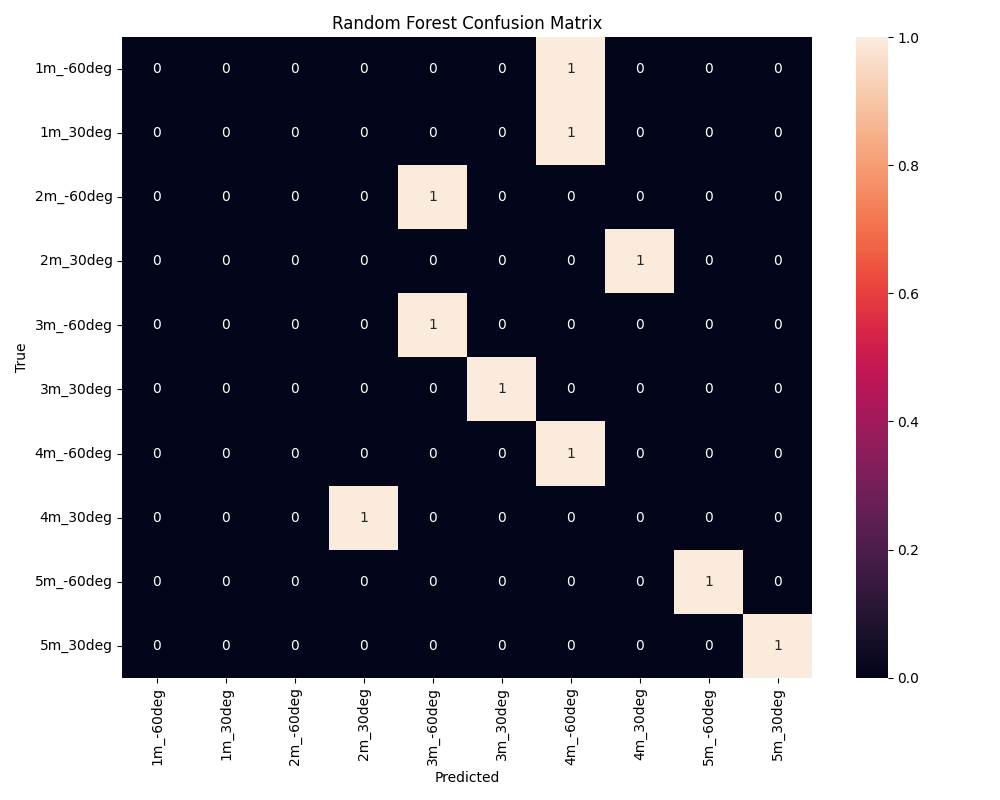 Random Forest Confusion Matrix
True
1m_-60deg 0 0 0 0 0 0 1 0 0 0
1m_30deg 0 0 0 0 0 0 1 0 0 0
2m_-60deg 0 0 0 0 1 0 0 0 0 0
2m_30deg 0 0 0 0 0 0 0 1 0 0
3m_-60deg 0 0 0 0 1 0 0 0 0 0
3m_30deg 0 0 0 0 0 1 0 0 0 0
4m_-60deg 0 0 0 0 0 0 1 0 0 0
4m_30deg 0 0 0 1 0 0 0 0 0 0
5m_-60deg 0 0 0 0 0 0 0 0 1 0
5m_30deg 0 0 0 0 0 0 0 0 0 1
1m_-60deg 1m_30deg 2m_-60deg 2m_30deg 3m_-60deg 3m_30deg 4m_-60deg 4m_30deg 5m_-60deg 5m_30deg
Predicted
1.0
0.8
0.6
0.4
0.2
0.0